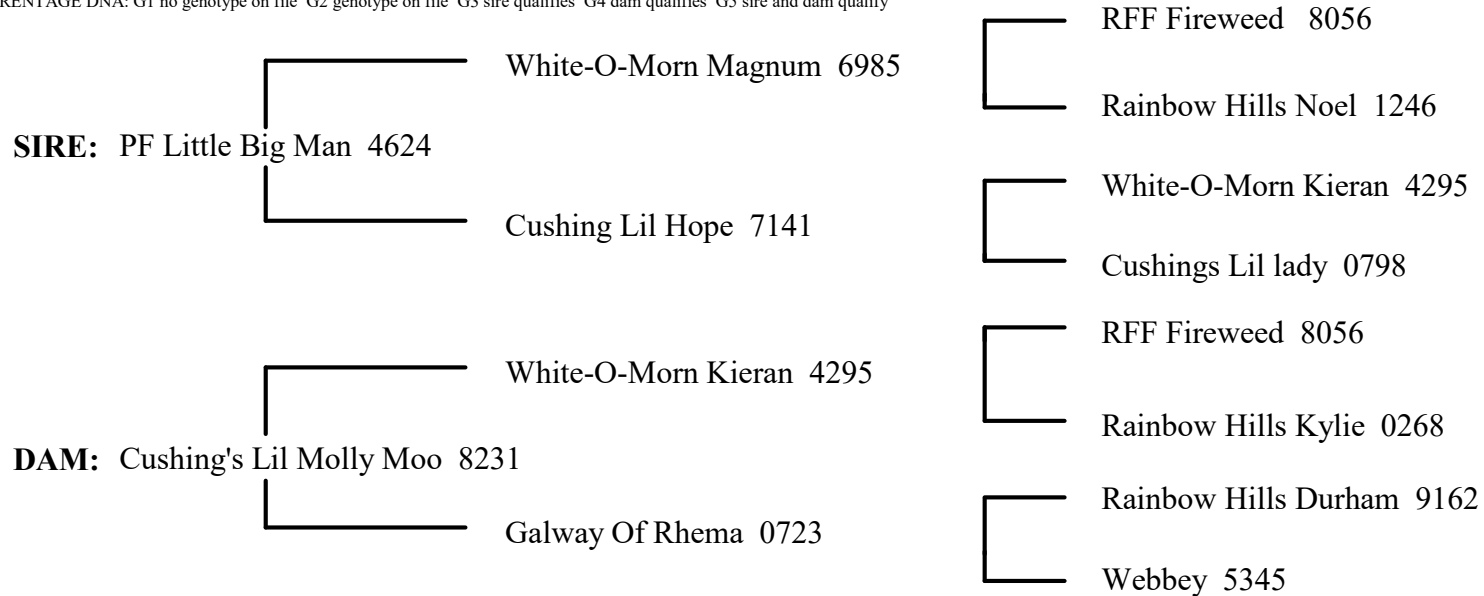 RENTAGE DNA: G1 no genotype on file G2 genotype on file G3 sire qualifies G4 dam qualifies G5 sire and dam qualify
RFF Fireweed 8056
White-O-Morn Magnum 6985
Rainbow Hills Noel 1246
SIRE: PF Little Big Man 4624
White-O-Morn Kieran 4295
Cushing Lil Hope 7141
Cushings Lil lady 0798
RFF Fireweed 8056
White-O-Morn Kieran 4295
Rainbow Hills Kylie 0268
DAM: Cushing's Lil Molly Moo 8231
Rainbow Hills Durham 9162
Galway Of Rhema 0723
Webbey 5345